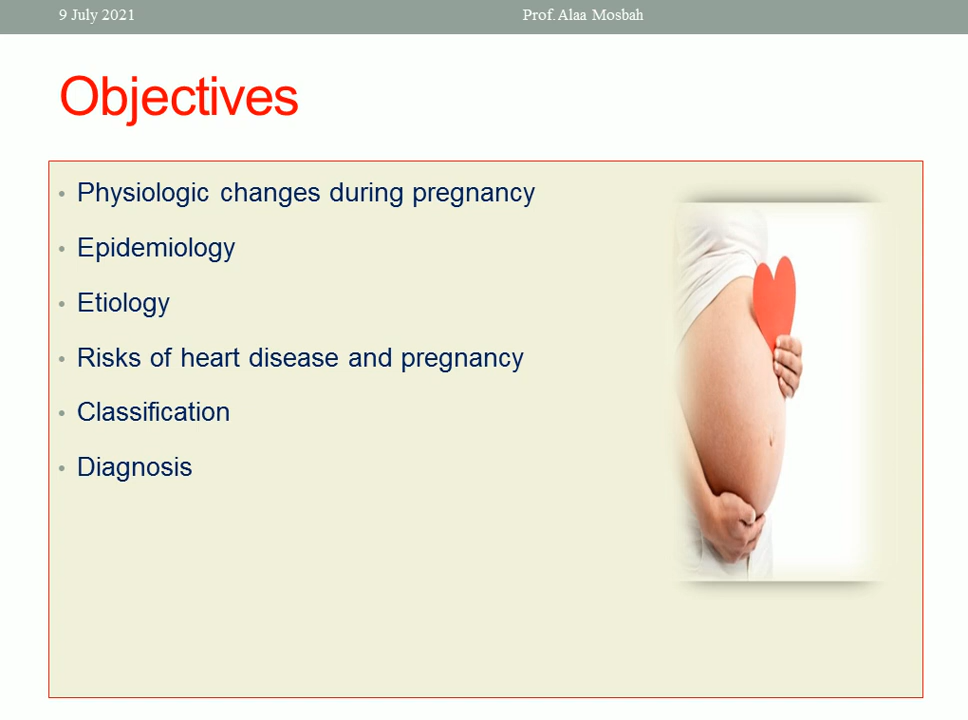 9 July 2021 Prof. Alaa Mosbah
Objectives
• Physiologic changes during pregnancy
• Epidemiology
• Etiology
• Risks of heart disease and pregnancy
• Classification
• Diagnosis